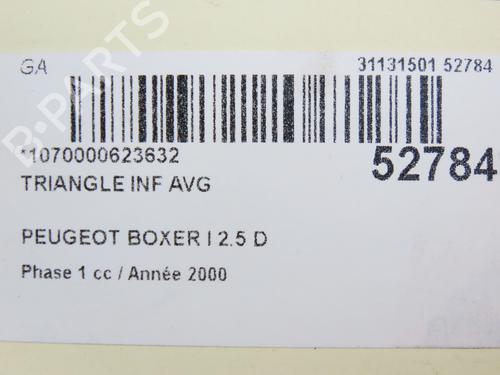 GA 31131501 52784
*1070000623632 52784
TRIANGLE INF AVG
PEUGEOT BOXER I 2.5 D
Phase 1 cc / Année 2000
B-PARTS